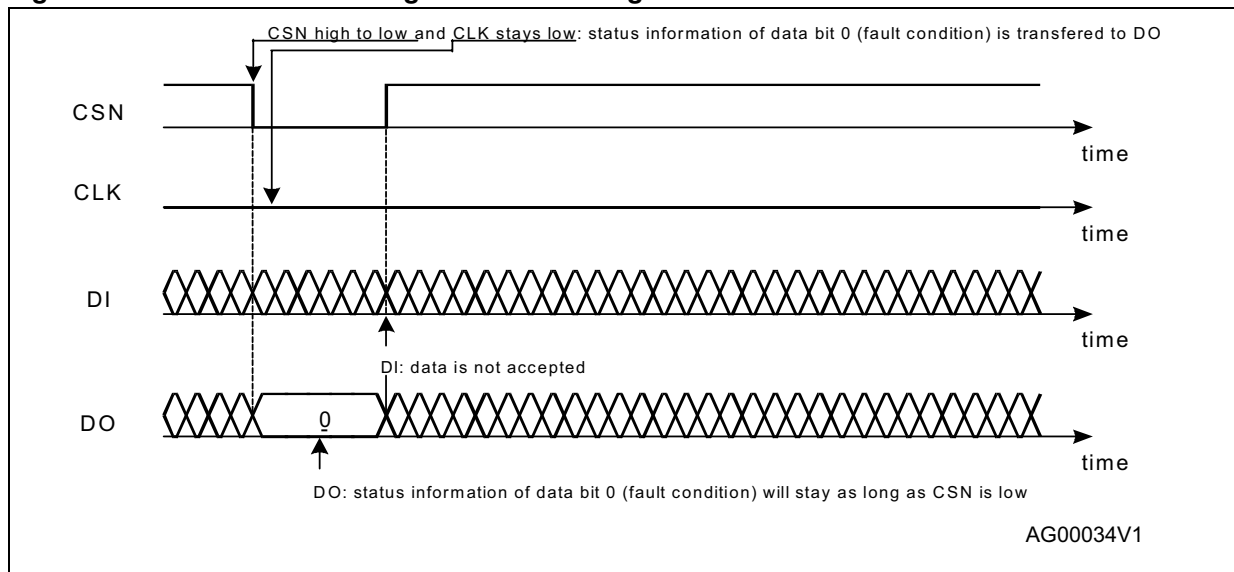 CSN high to low and CLK stays low: status information of data bit 0 (fault condition) is transfered to DO
CSN
time
CLK
time
DI
time
DI: data is not accepted
DO
0
time
DO: status information of data bit 0 (fault condition) will stay as long as CSN is low
AG00034V1